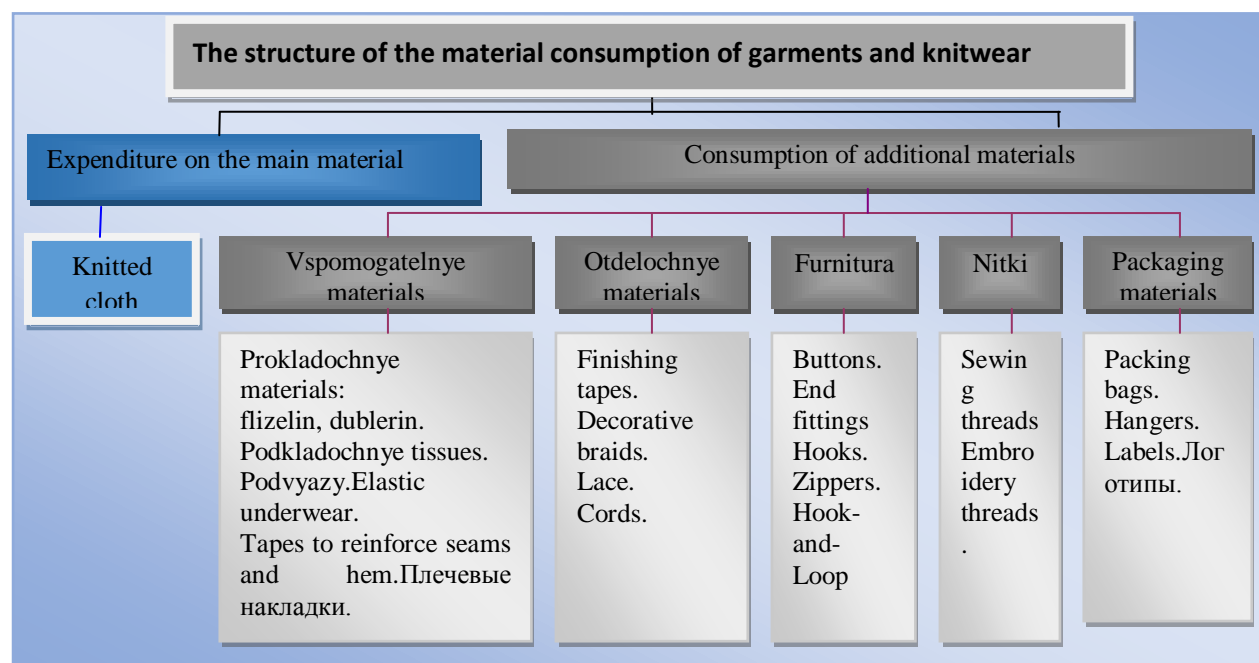 The structure of the material consumption of garments and knitwear
Expenditure on the main material
Consumption of additional materials
Knitted
cloth
Vspomogatelnye
materials
Otdelochnye
materials
Furnitura
Nitki
Packaging
materials
Prokladochnye
materials:
flizelin, dublerin.
Podkladochnye tissues.
Podvyazy.Elastic
underwear.
Tapes to reinforce seams
and hem.Плечевые
накладки.
Finishing
tapes.
Decorative
braids.
Lace.
Cords.
Buttons.
End
fittings
Hooks.
Zippers.
Hook-
and-
Loop
Sewin
g
threads
Embro
idery
threads
.
Packing
bags.
Hangers.
Labels.Лог
отипы.